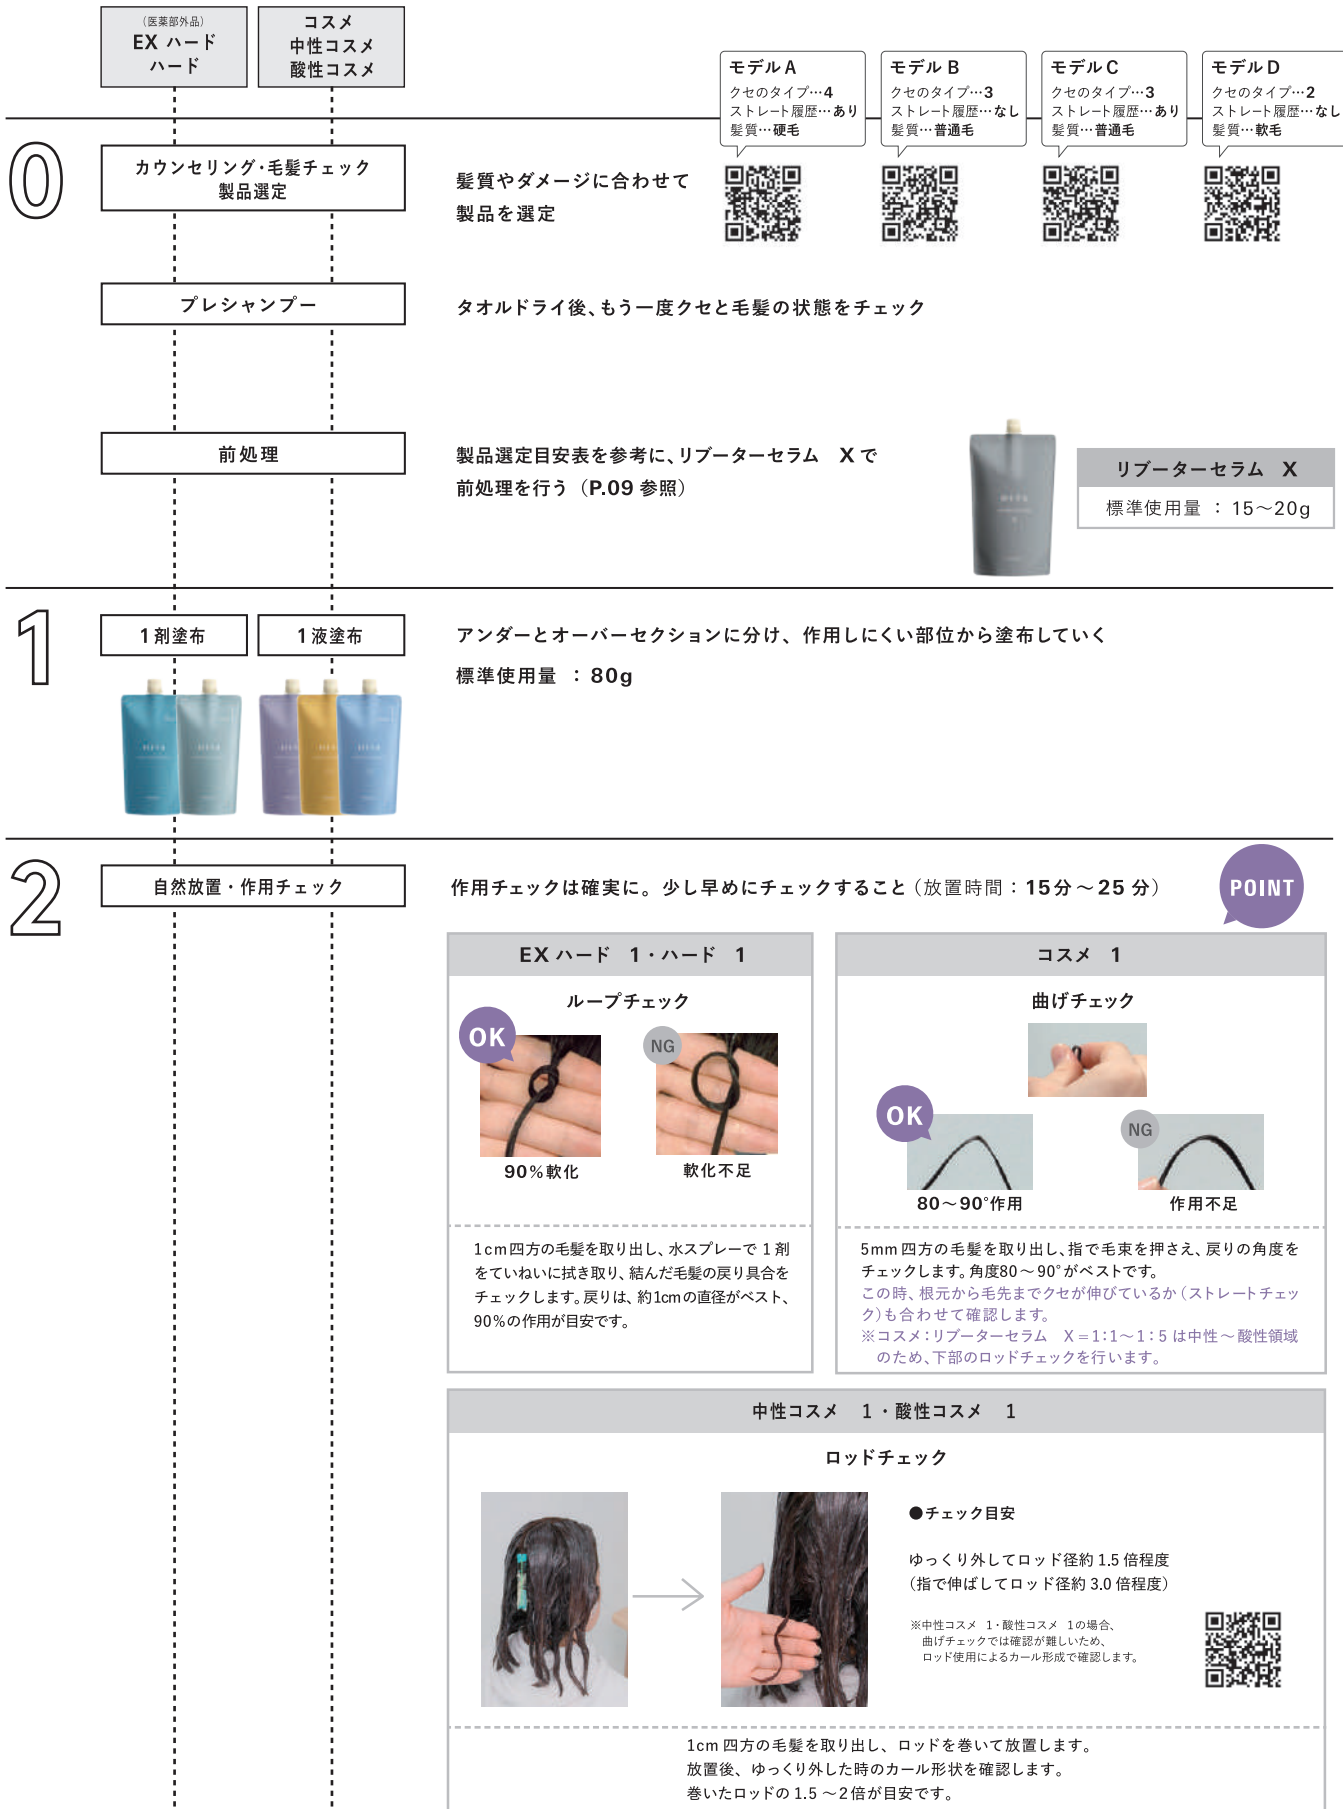 （医薬部外品）
EX ハード
ハード
コスメ
中性コスメ
酸性コスメ
モデル A
クセのタイプ…4
ストレート履歴…あり
髪質…硬毛
モデル B
クセのタイプ…3
ストレート履歴…なし
髪質…普通毛
モデル C
クセのタイプ…3
ストレート履歴…あり
髪質…普通毛
モデル D
クセのタイプ…2
ストレート履歴…なし
髪質…軟毛
0
カウンセリング・毛髪チェック
製品選定
髪質やダメージに合わせて
製品を選定
プレシャンプー
タオルドライ後、もう一度クセと毛髪の状態をチェック
前処理
製品選定目安表を参考に、リブーターセラム　X で
前処理を行う（P.09 参照）
リブーターセラム　X
標準使用量 ： 15～20g
1
1 剤塗布
1 液塗布
アンダーとオーバーセクションに分け、作用しにくい部位から塗布していく
標準使用量 ： 80g
2
自然放置・作用チェック
作用チェックは確実に。少し早めにチェックすること（放置時間：15分～25 分）
POINT
EX ハード　1・ハード　1
ループチェック
OK
NG
90%軟化
軟化不足
1cm四方の毛髪を取り出し、水スプレーで 1 剤
をていねいに拭き取り、結んだ毛髪の戻り具合を
チェックします。戻りは、約1cmの直径がベスト、
90%の作用が目安です。
コスメ　1
曲げチェック
OK
NG
80～90°作用
作用不足
5mm 四方の毛髪を取り出し、指で毛束を押さえ、戻りの角度を
チェックします。角度80～90°がベストです。
この時、根元から毛先までクセが伸びているか（ストレートチェッ
ク）も合わせて確認します。
※コスメ：リブーターセラム　X＝1:1～1:5 は中性～酸性領域
のため、下部のロッドチェックを行います。
中性コスメ　1・酸性コスメ　1
ロッドチェック
●チェック目安
ゆっくり外してロッド径約 1.5 倍程度
（指で伸ばしてロッド径約 3.0 倍程度）
※中性コスメ　1・酸性コスメ　1の場合、
曲げチェックでは確認が難しいため、
ロッド使用によるカール形成で確認します。
1cm 四方の毛髪を取り出し、ロッドを巻いて放置します。
放置後、ゆっくり外した時のカール形状を確認します。
巻いたロッドの 1.5 ～2倍が目安です。